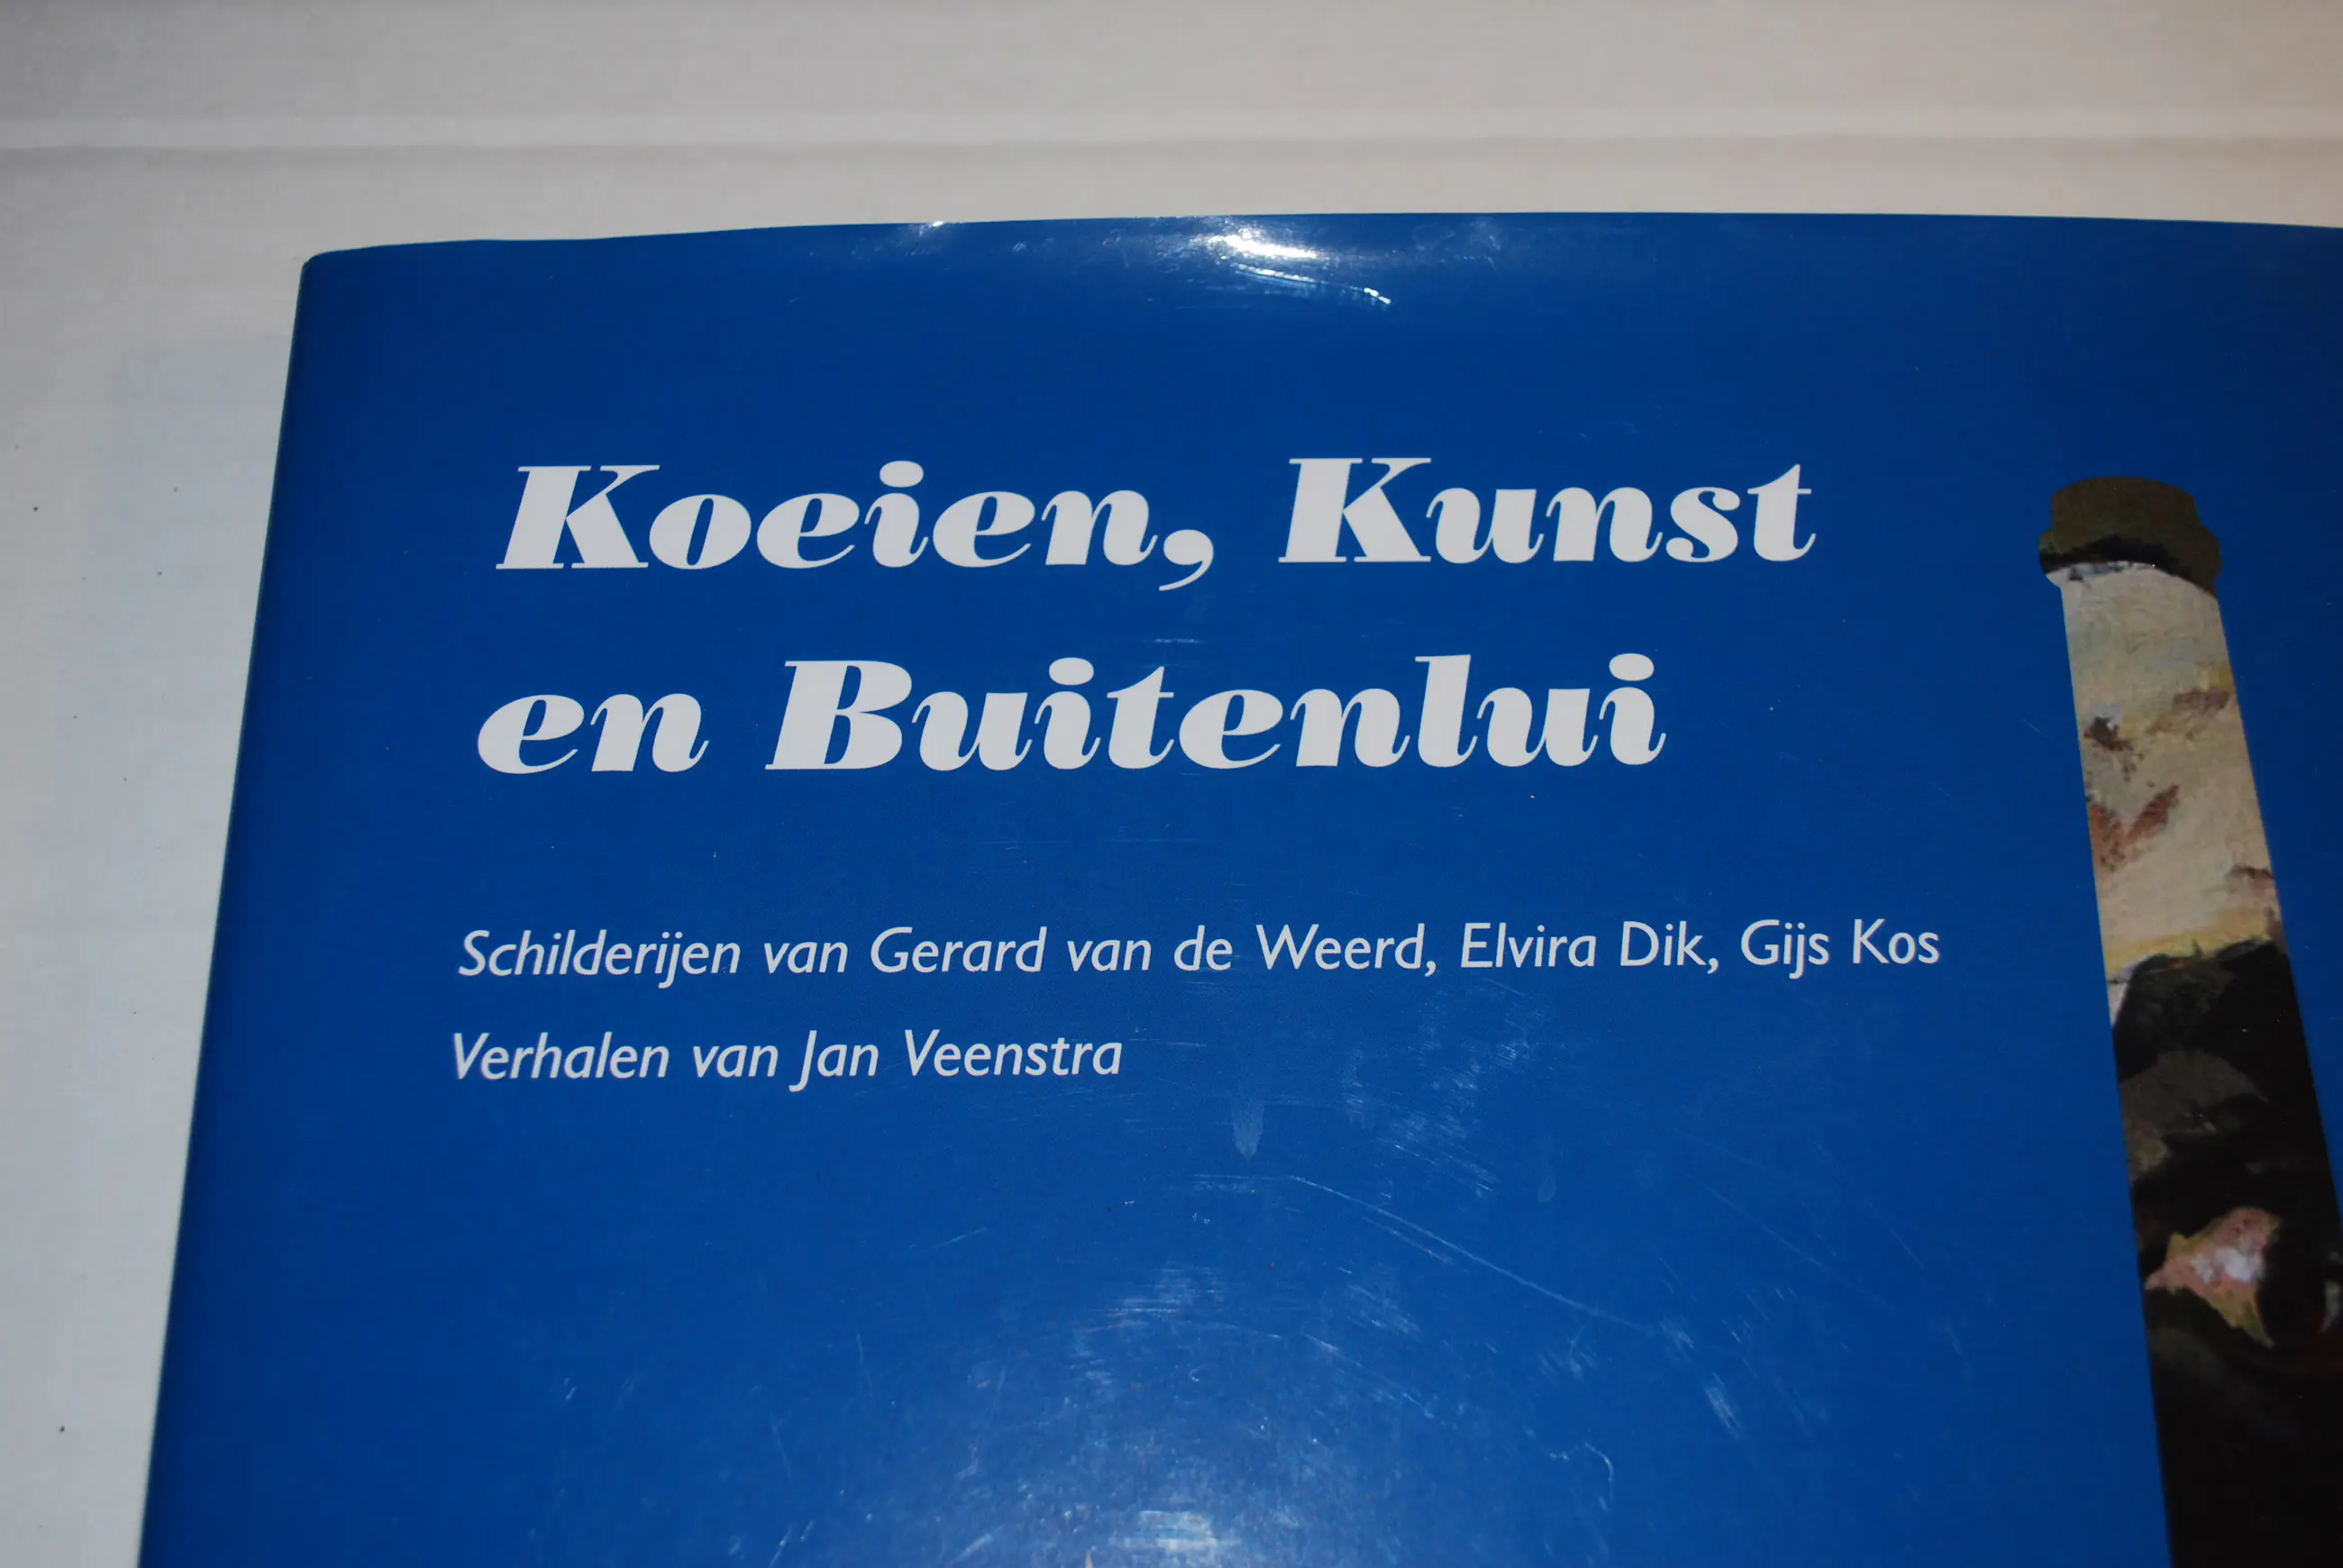 Koeien, Kunst
en Buitenlui
Schilderijen van Gerard van de Weerd, Elvira Dik, Gijs Kos
Verhalen van Jan Veenstra